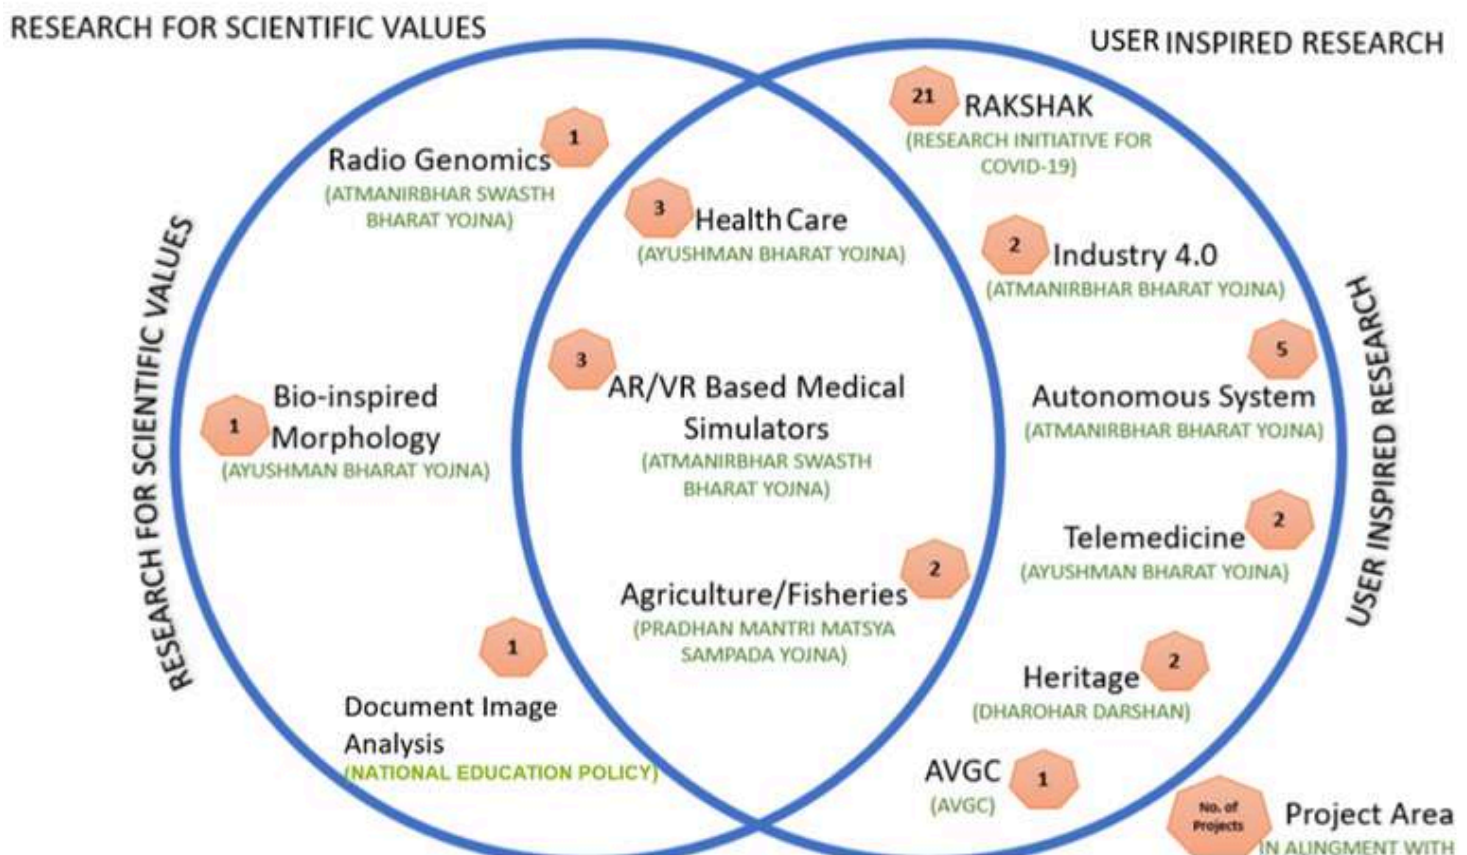 RESEARCH FOR SCIENTIFIC VALUES
USER INSPIRED RESEARCH
RESEARCH FOR SCIENTIFIC VALUES
1
Radio Genomics
(ATMANIRBHAR SWASTH
BHARAT YOJNA)
1
Bio-inspired
Morphology
(AYUSHMAN BHARAT YOJNA)
1
Document Image
Analysis
(NATIONAL EDUCATION POLICY)
3
Health Care
(AYUSHMAN BHARAT YOJNA)
3
AR/VR Based Medical
Simulators
(ATMANIRBHAR SWASTH
BHARAT YOJNA)
2
Agriculture/Fisheries
(PRADHAN MANTRI MATSYA
SAMPADA YOJNA)
21
RAKSHAK
(RESEARCH INITIATIVE FOR
COVID-19)
2
Industry 4.0
(ATMANIRBHAR BHARAT YOJNA)
5
Autonomous System
(ATMANIRBHAR BHARAT YOJNA)
2
Telemedicine
(AYUSHMAN BHARAT YOJNA)
2
Heritage
(DHAROHAR DARSHAN)
AVGC
1
(AVGC)
USER INSPIRED RESEARCH
No. of
Projects
Project Area
IN ALINGMENT WITH